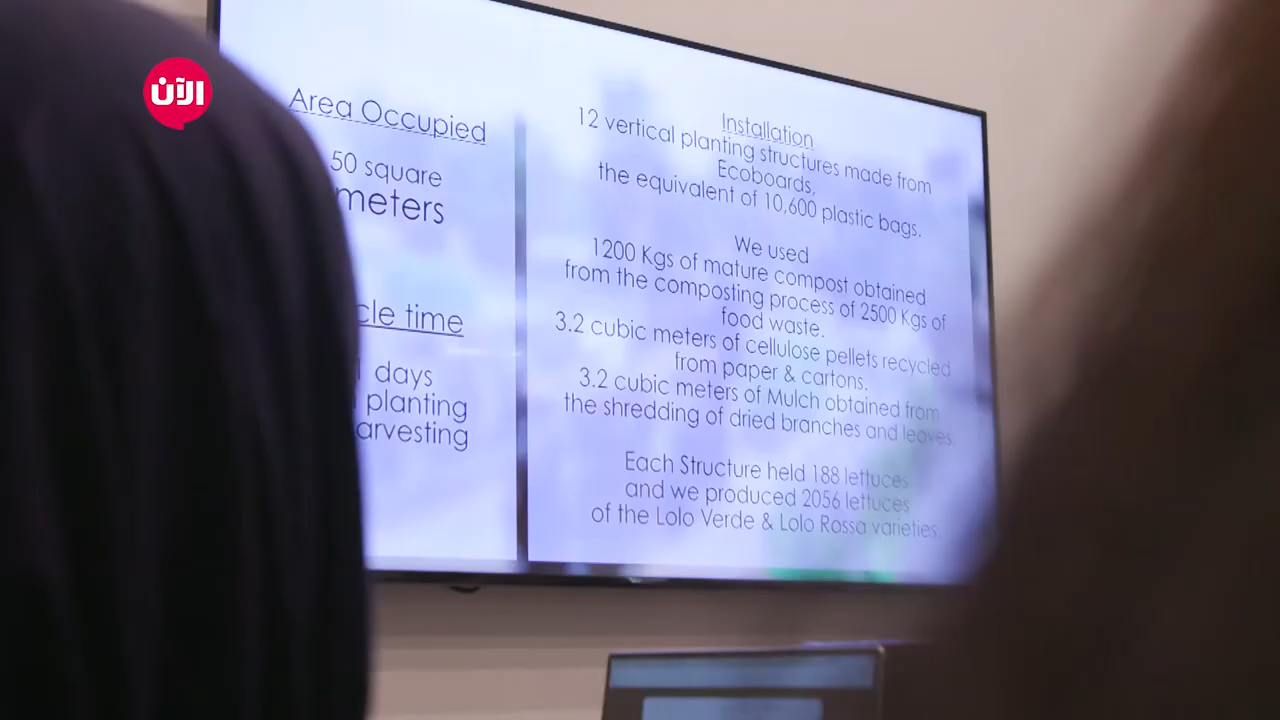 الآن
Area Occupied
50 square
meters
cle time
days
planting
arvesting
Installation
12 vertical planting structures made from
Ecoboards,
the equivalent of 10,600 plastic bags.
We used
1200 Kgs of mature compost obtained
from the composting process of 2500 Kgs of
food waste.
3.2 cubic meters of cellulose pellets recycled
from paper & cartons.
3.2 cubic meters of Mulch obtained from
the shredding of dried branches and leaves.
Each Structure held 188 lettuces
and we produced 2056 lettuces
of the Lolo Verde & Lolo Rossa varieties.